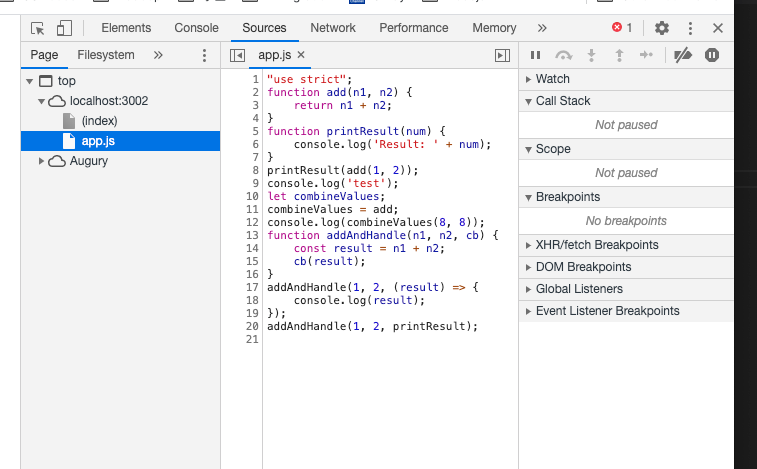 Elements Console Sources Network Performance Memory » 1
Page Filesystem »
app.js ×
top
localhost:3002
(index)
app.js
Augury
1 "use strict";
2 function add(n1, n2) {
3     return n1 + n2;
4 }
5 function printResult(num) {
6     console.log('Result: ' + num);
7 }
8 printResult(add(1, 2));
9 console.log('test');
10 let combineValues;
11 combineValues = add;
12 console.log(combineValues(8, 8));
13 function addAndHandle(n1, n2, cb) {
14     const result = n1 + n2;
15     cb(result);
16 }
17 addAndHandle(1, 2, (result) => {
18     console.log(result);
19 });
20 addAndHandle(1, 2, printResult);
21
Watch
Call Stack
Not paused
Scope
Not paused
Breakpoints
No breakpoints
XHR/fetch Breakpoints
DOM Breakpoints
Global Listeners
Event Listener Breakpoints